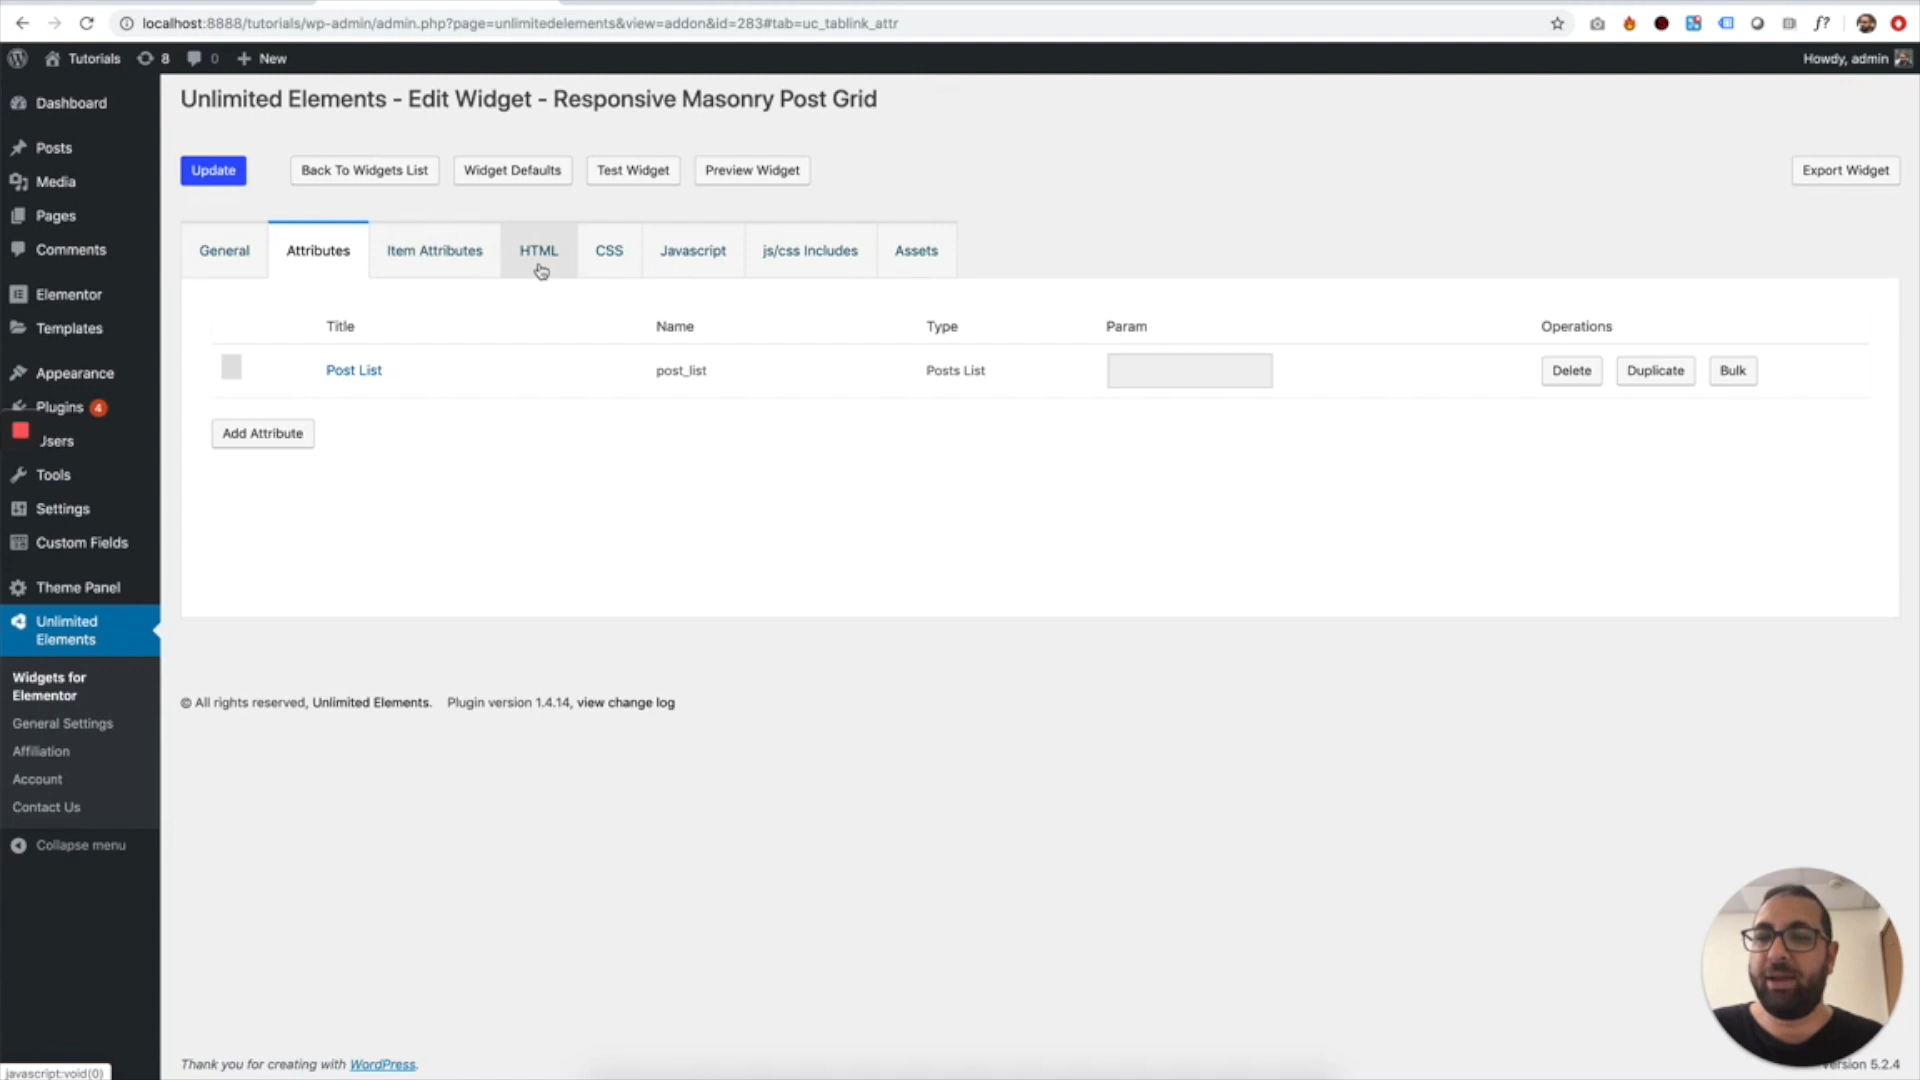 localhost:8888/tutorials/wp-admin/admin.php?page=unlimitedelements&view=addon&id=283#tab=uc_tablink_attr
f?
Tutorials 8 0 New
Howdy, admin
Unlimited Elements - Edit Widget - Responsive Masonry Post Grid
Update Back To Widgets List Widget Defaults Test Widget Preview Widget Export Widget
General Attributes Item Attributes HTML CSS Javascript js/css Includes Assets
Title Name Type Param Operations
Post List post_list Posts List Delete Duplicate Bulk
Add Attribute
Dashboard
Posts
Media
Pages
Comments
Elementor
Templates
Appearance
Plugins 4
Jsers
Tools
Settings
Custom Fields
Theme Panel
Unlimited
Elements
Widgets for
Elementor
General Settings
Affiliation
Account
Contact Us
Collapse menu
© All rights reserved, Unlimited Elements. Plugin version 1.4.14, view change log
Thank you for creating with WordPress.
Version 5.2.4
javascript:void(0)